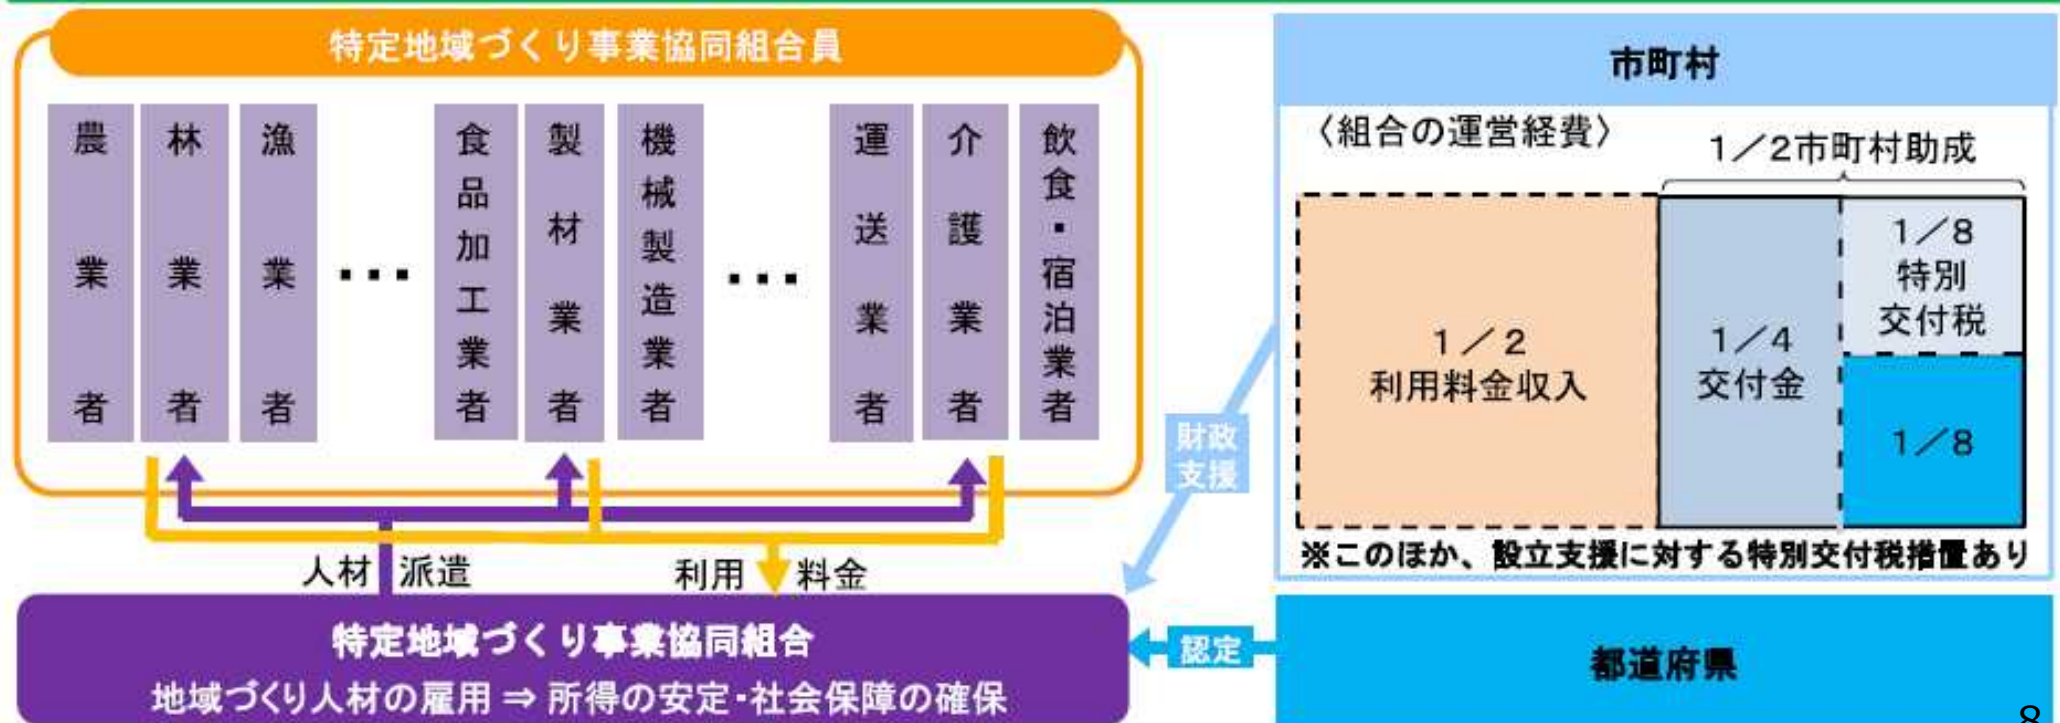 特定地域づくり事業協同組合員
農業者
林業者
漁業者
･･･
食品加工業者
製材業者
機械製造業者
･･･
運送業者
介護業者
飲食・宿泊業者
人材派遣
利用料金
特定地域づくり事業協同組合
地域づくり人材の雇用 ⇒ 所得の安定・社会保障の確保
財政
支援
認定
市町村
〈組合の運営経費〉
1／2市町村助成
1／2
利用料金収入
1／4
交付金
1／8
特別
交付税
1／8
※このほか、設立支援に対する特別交付税措置あり
都道府県
8